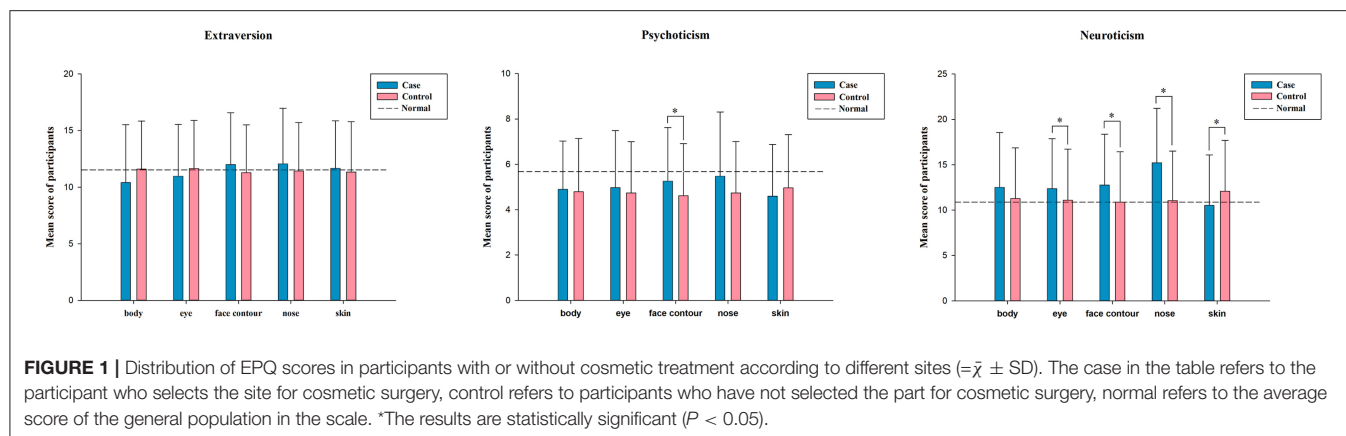 Extraversion
Mean score of participants
20
15
10
5
0
Case
Control
Normal
body eye face contour nose skin
Psychoticism
Mean score of participants
10
8
6
4
2
0
Case
Control
Normal
*
body eye face contour nose skin
Neuroticism
Mean score of participants
25
20
15
10
5
0
Case
Control
Normal
* * * *
body eye face contour nose skin
FIGURE 1 | Distribution of EPQ scores in participants with or without cosmetic treatment according to different sites (=χ̄ ± SD). The case in the table refers to the
participant who selects the site for cosmetic surgery, control refers to participants who have not selected the part for cosmetic surgery, normal refers to the average
score of the general population in the scale. *The results are statistically significant (P < 0.05).